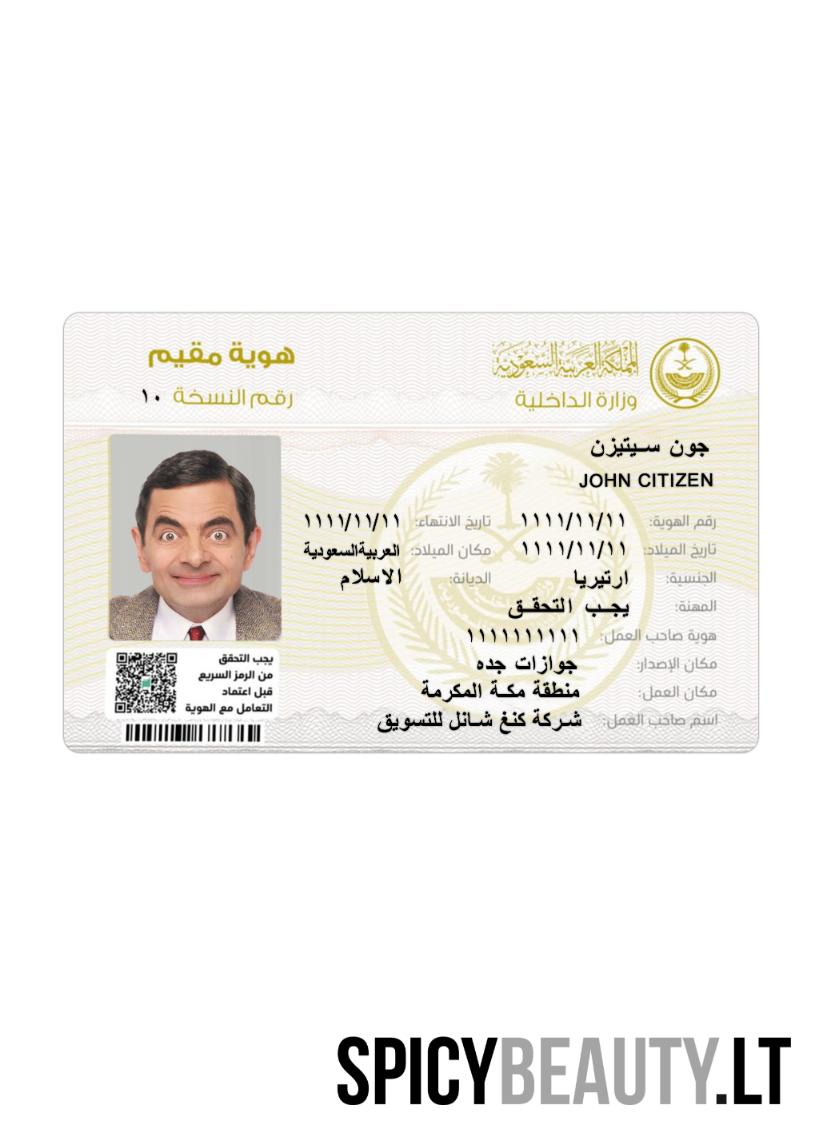 المملكة العربية السعودية
وزارة الداخلية
هوية مقيم
رقم النسخة ١٠
جون سيتيزن
JOHN CITIZEN
رقم الهوية: ١١١١/١١/١١ تاريخ الانتهاء: ١١١١/١١/١١
تاريخ الميلاد: ١١١١/١١/١١ مكان الميلاد: العربيةالسعودية
الجنسية: ارتيريا الديانة: الاسلام
المهنة: يجب التحقق
هوية صاحب العمل: ١١١١١١١١١١
مكان الإصدار: جوازات جده
مكان العمل: منطقة مكة المكرمة
اسم صاحب العمل: شركة كنغ شانل للتسويق
يجب التحقق
من الرمز السريع
قبل اعتماد
التعامل مع الهوية
SPICYBEAUTY.LT